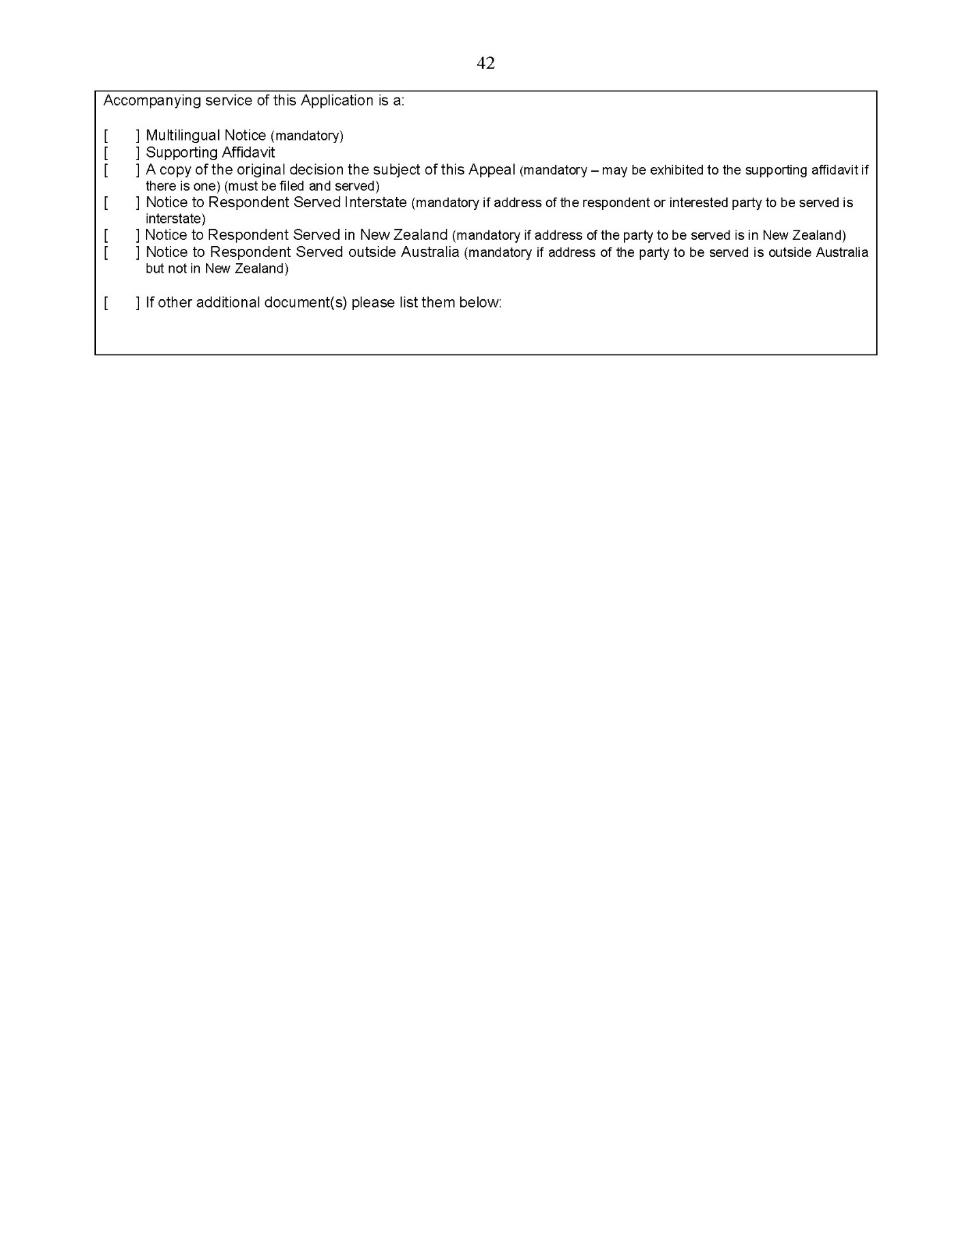 42
Accompanying service of this Application is a:
[ ] Multilingual Notice (mandatory)
[ ] Supporting Affidavit
[ ] A copy of the original decision the subject of this Appeal (mandatory – may be exhibited to the supporting affidavit if
there is one) (must be filed and served)
[ ] Notice to Respondent Served Interstate (mandatory if address of the respondent or interested party to be served is
interstate)
[ ] Notice to Respondent Served in New Zealand (mandatory if address of the party to be served is in New Zealand)
[ ] Notice to Respondent Served outside Australia (mandatory if address of the party to be served is outside Australia
but not in New Zealand)
[ ] If other additional document(s) please list them below: